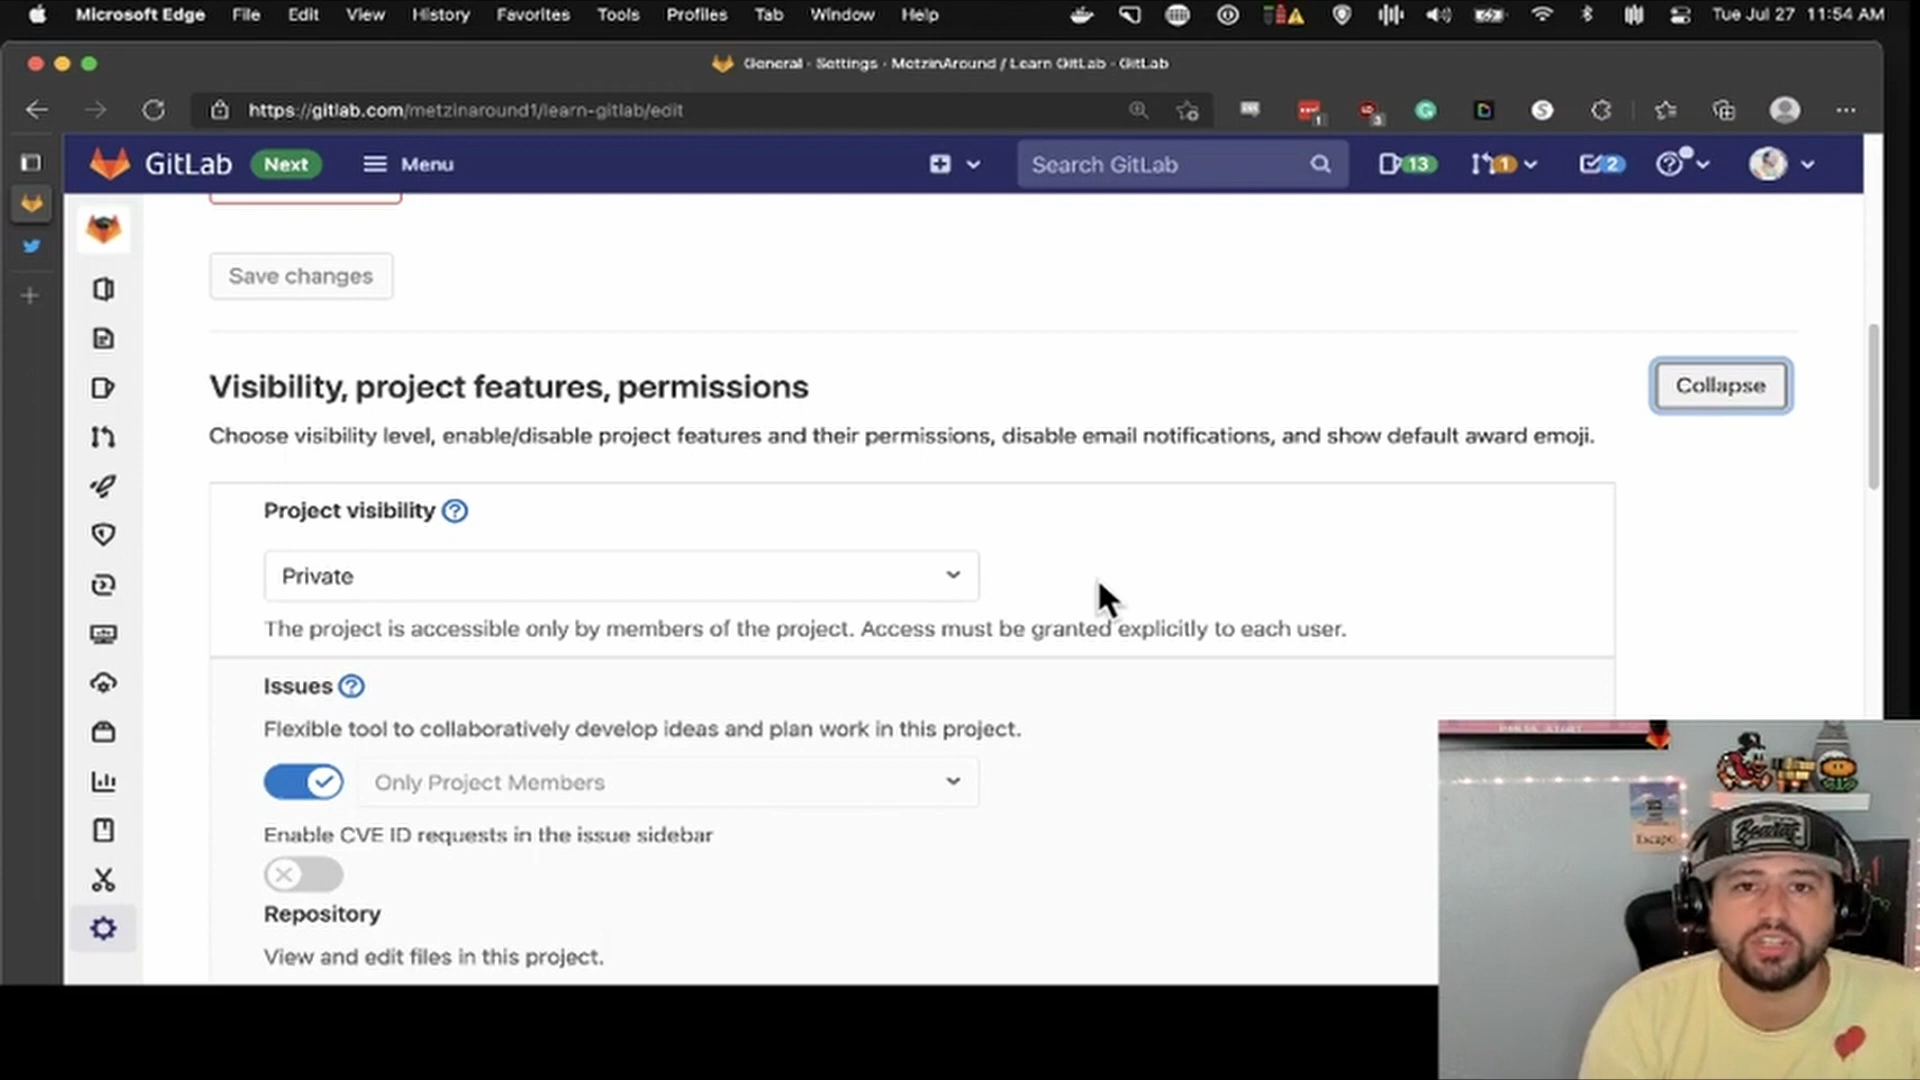 Microsoft Edge File Edit View History Favorites Tools Profiles Tab Window Help Tue Jul 27 11:54 AM
General · Settings · MetzinAround / Learn GitLab · GitLab
https://gitlab.com/metzinaround1/learn-gitlab/edit
1
3
GitLab Next Menu Search GitLab 13 1 2
Save changes
Visibility, project features, permissions
Collapse
Choose visibility level, enable/disable project features and their permissions, disable email notifications, and show default award emoji.
Project visibility
Private
The project is accessible only by members of the project. Access must be granted explicitly to each user.
Issues
Flexible tool to collaboratively develop ideas and plan work in this project.
Only Project Members
Enable CVE ID requests in the issue sidebar
Repository
View and edit files in this project.
Escape